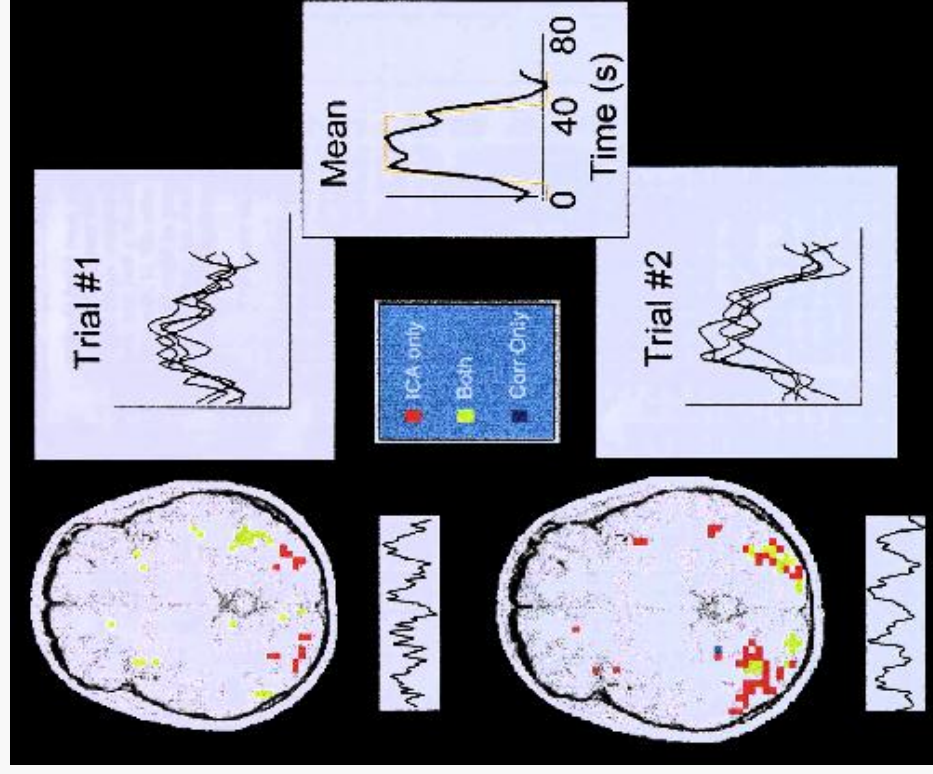 Trial #1
Mean
0 40 80
Time (s)
ICA only
Both
Corr Only
Trial #2